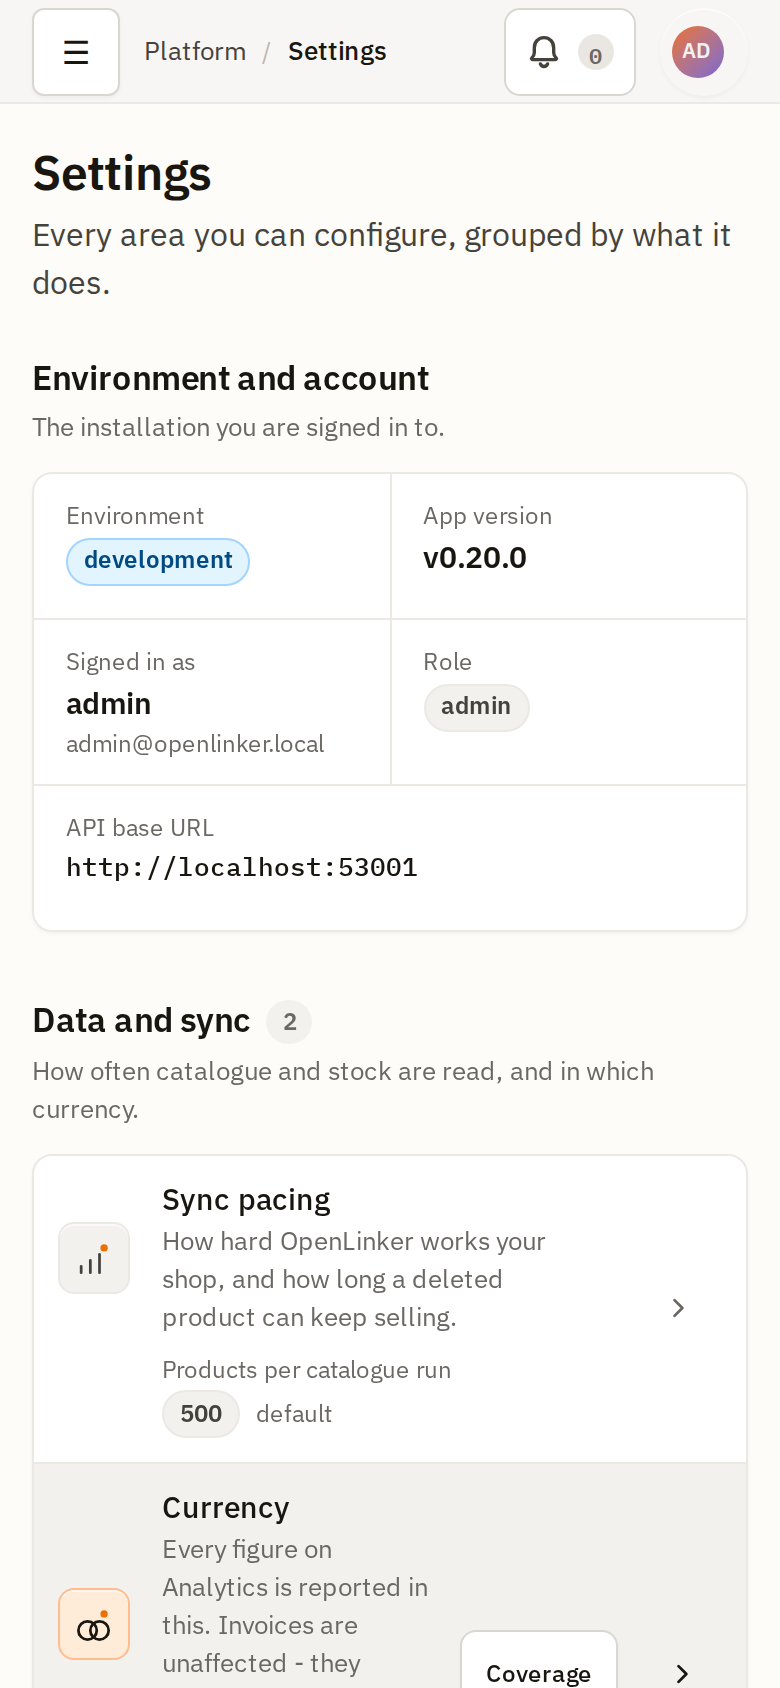 Platform / Settings
0
AD
Settings
Every area you can configure, grouped by what it
does.
Environment and account
The installation you are signed in to.
Environment
development
App version
v0.20.0
Signed in as
admin
admin@openlinker.local
Role
admin
API base URL
http://localhost:53001
Data and sync 2
How often catalogue and stock are read, and in which
currency.
Sync pacing
How hard OpenLinker works your
shop, and how long a deleted
product can keep selling.
Products per catalogue run
500 default
Currency
Every figure on
Analytics is reported in
this. Invoices are
unaffected - they
Coverage